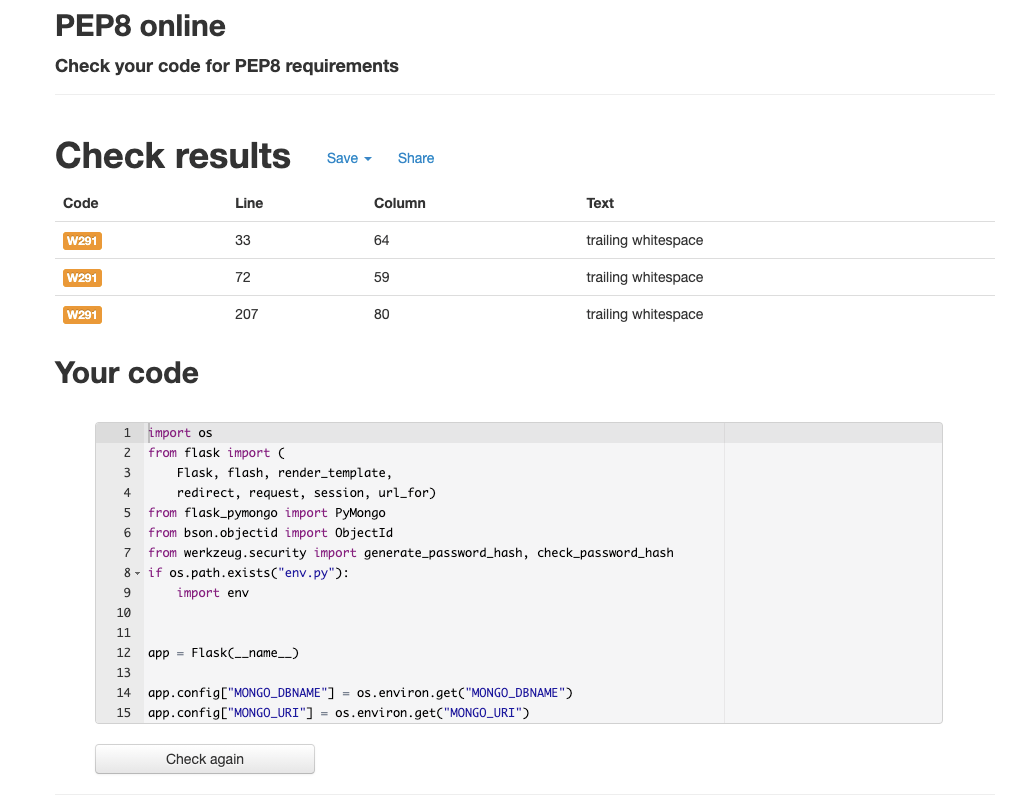 PEP8 online
Check your code for PEP8 requirements
Check results Save Share
Code Line Column Text
W291 33 64 trailing whitespace
W291 72 59 trailing whitespace
W291 207 80 trailing whitespace
Your code
1 import os
2 from flask import (
3     Flask, flash, render_template,
4     redirect, request, session, url_for)
5 from flask_pymongo import PyMongo
6 from bson.objectid import ObjectId
7 from werkzeug.security import generate_password_hash, check_password_hash
8 if os.path.exists("env.py"):
9     import env
10
11
12 app = Flask(__name__)
13
14 app.config["MONGO_DBNAME"] = os.environ.get("MONGO_DBNAME")
15 app.config["MONGO_URI"] = os.environ.get("MONGO_URI")
Check again